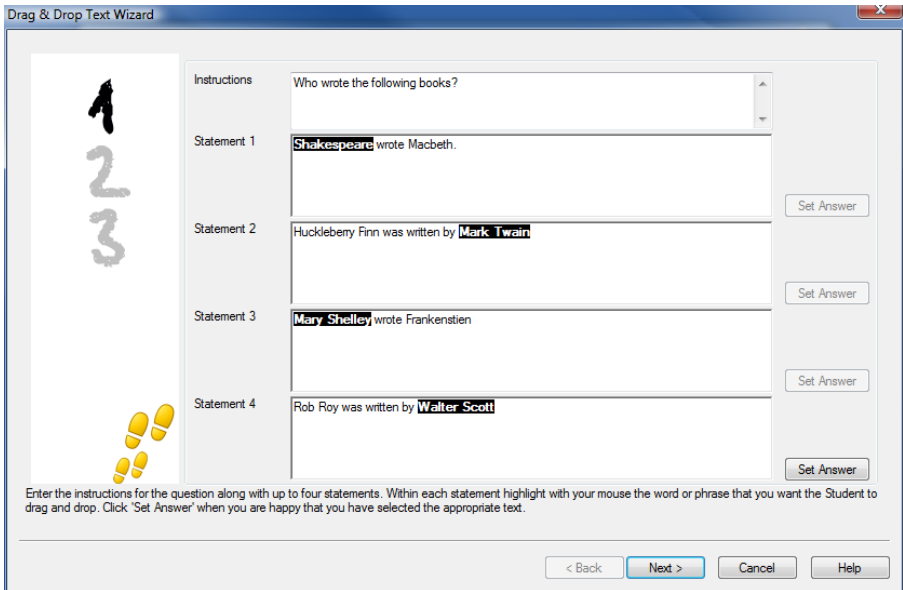 Drag & Drop Text Wizard
1
2
3
Instructions
Who wrote the following books?
Statement 1
Shakespeare wrote Macbeth.
Set Answer
Statement 2
Huckleberry Finn was written by Mark Twain
Set Answer
Statement 3
Mary Shelley wrote Frankenstien
Set Answer
Statement 4
Rob Roy was written by Walter Scott
Set Answer
Enter the instructions for the question along with up to four statements. Within each statement highlight with your mouse the word or phrase that you want the Student to
drag and drop. Click 'Set Answer' when you are happy that you have selected the appropriate text.
< Back Next > Cancel Help